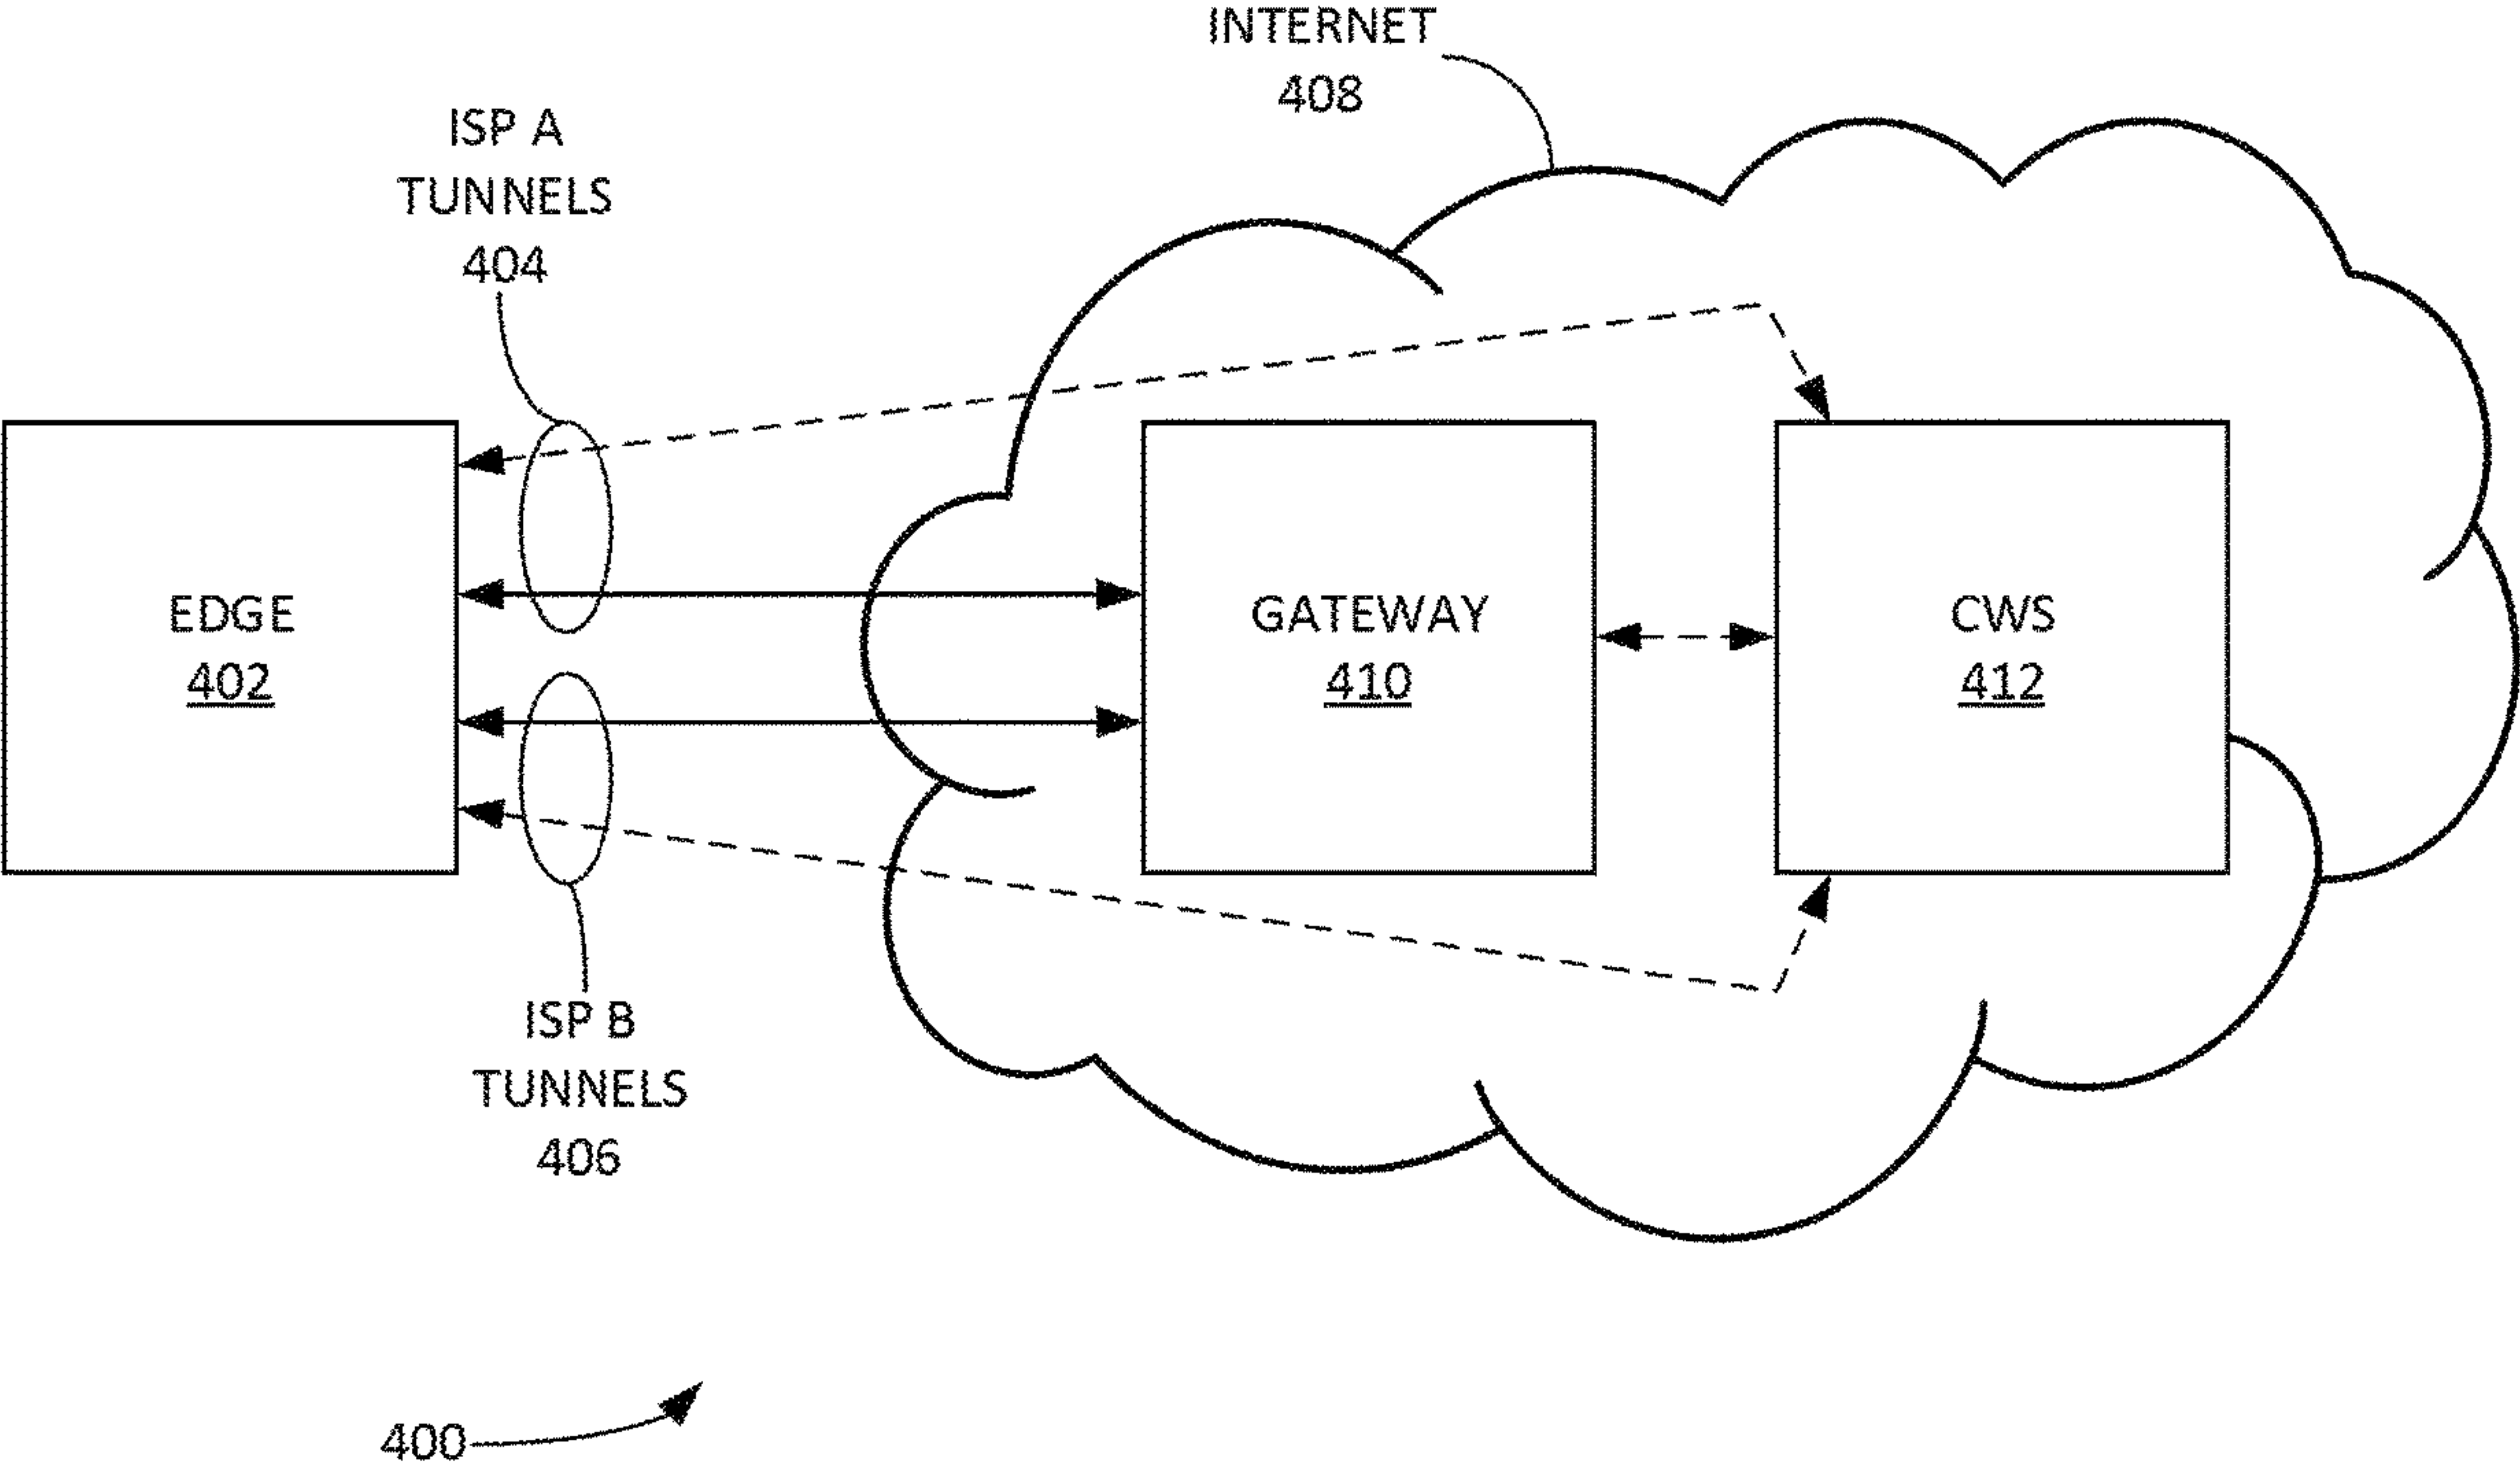 INTERNET
408
ISP A
TUNNELS
404
EDGE
402
GATEWAY
410
CWS
412
ISP B
TUNNELS
406
400